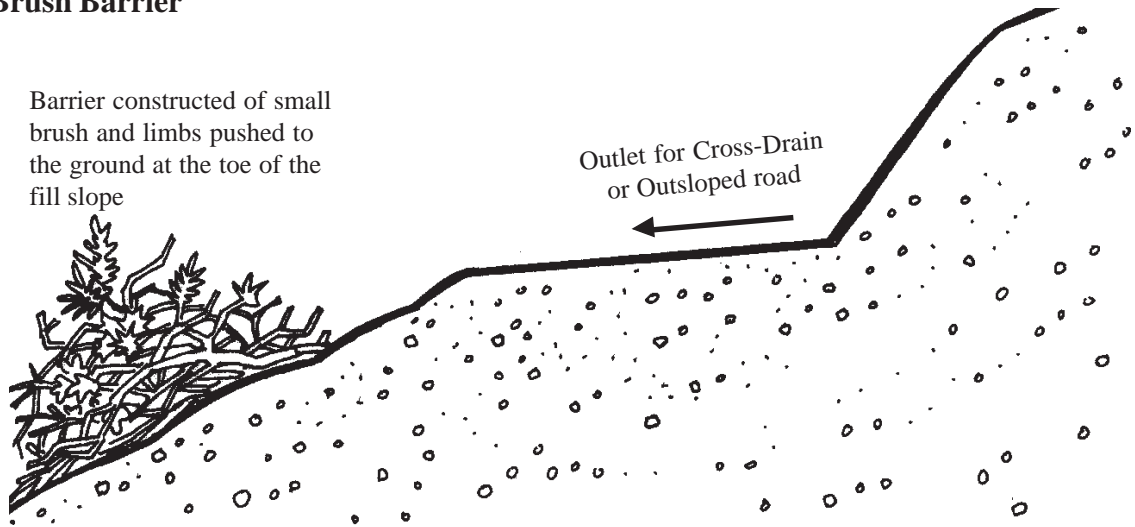 Brush Barrier
Barrier constructed of small
brush and limbs pushed to
the ground at the toe of the
fill slope
Outlet for Cross-Drain
or Outsloped road